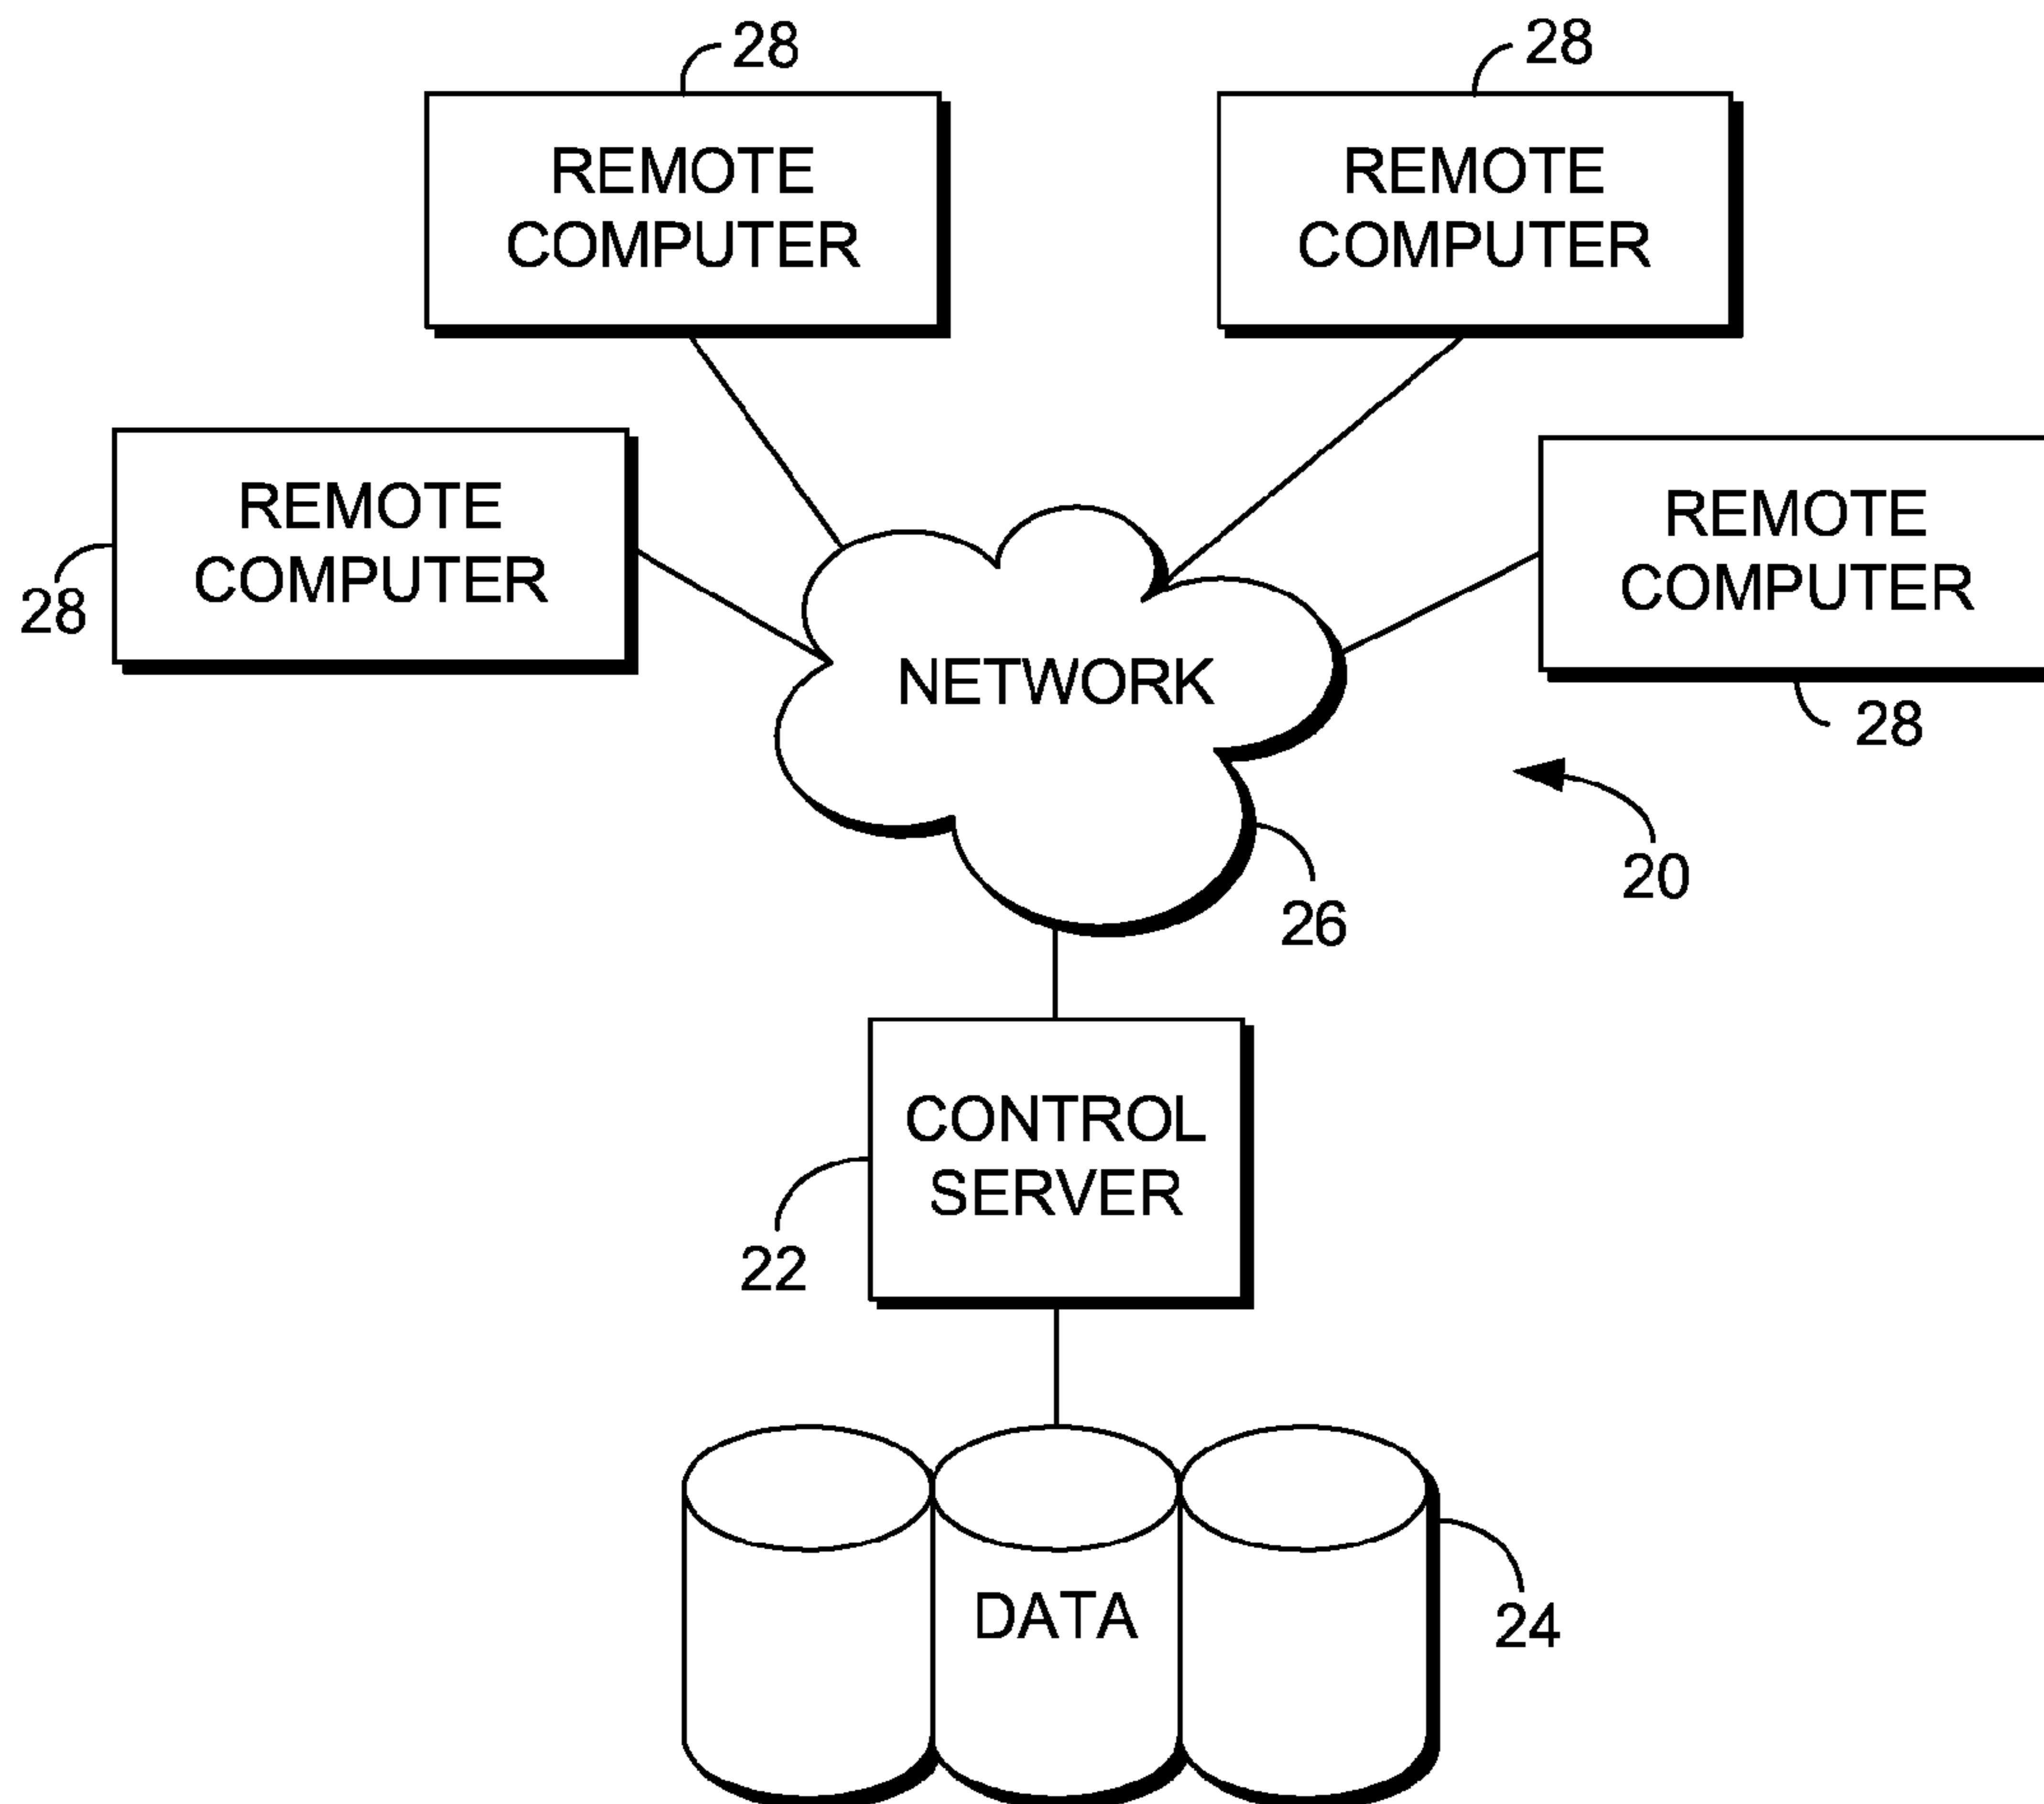 28
28
REMOTE
COMPUTER
REMOTE
COMPUTER
REMOTE
COMPUTER
28
REMOTE
COMPUTER
28
NETWORK
20
26
CONTROL
SERVER
22
DATA
24